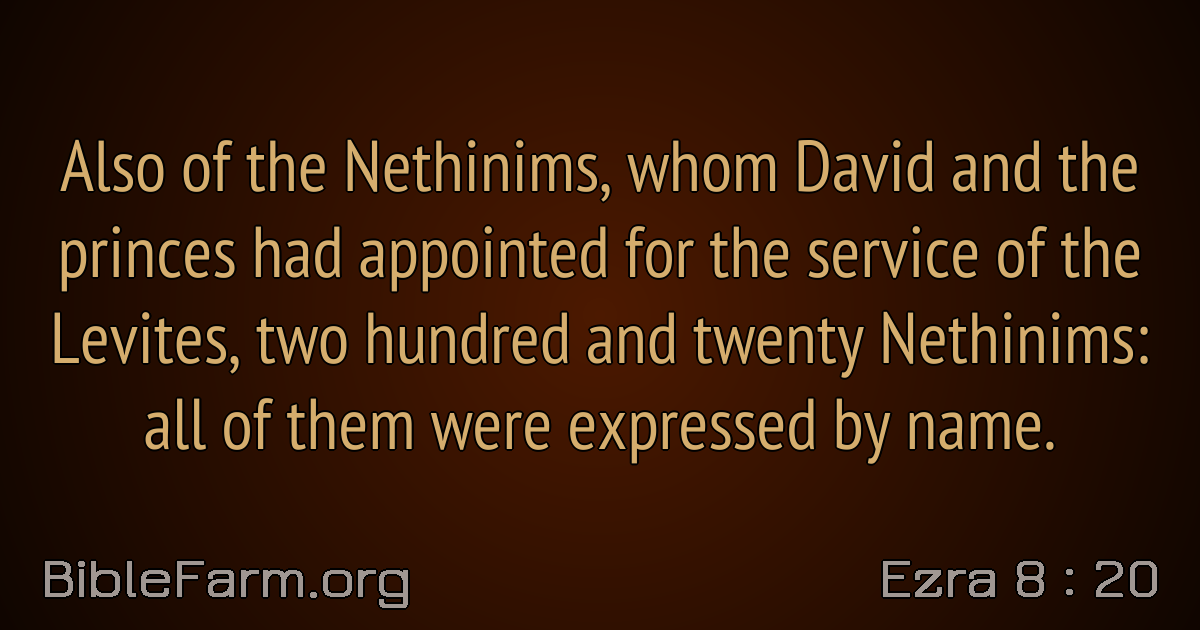 Also of the Nethinims, whom David and the
princes had appointed for the service of the
Levites, two hundred and twenty Nethinims:
all of them were expressed by name.
BibleFarm.org
Ezra 8 : 20